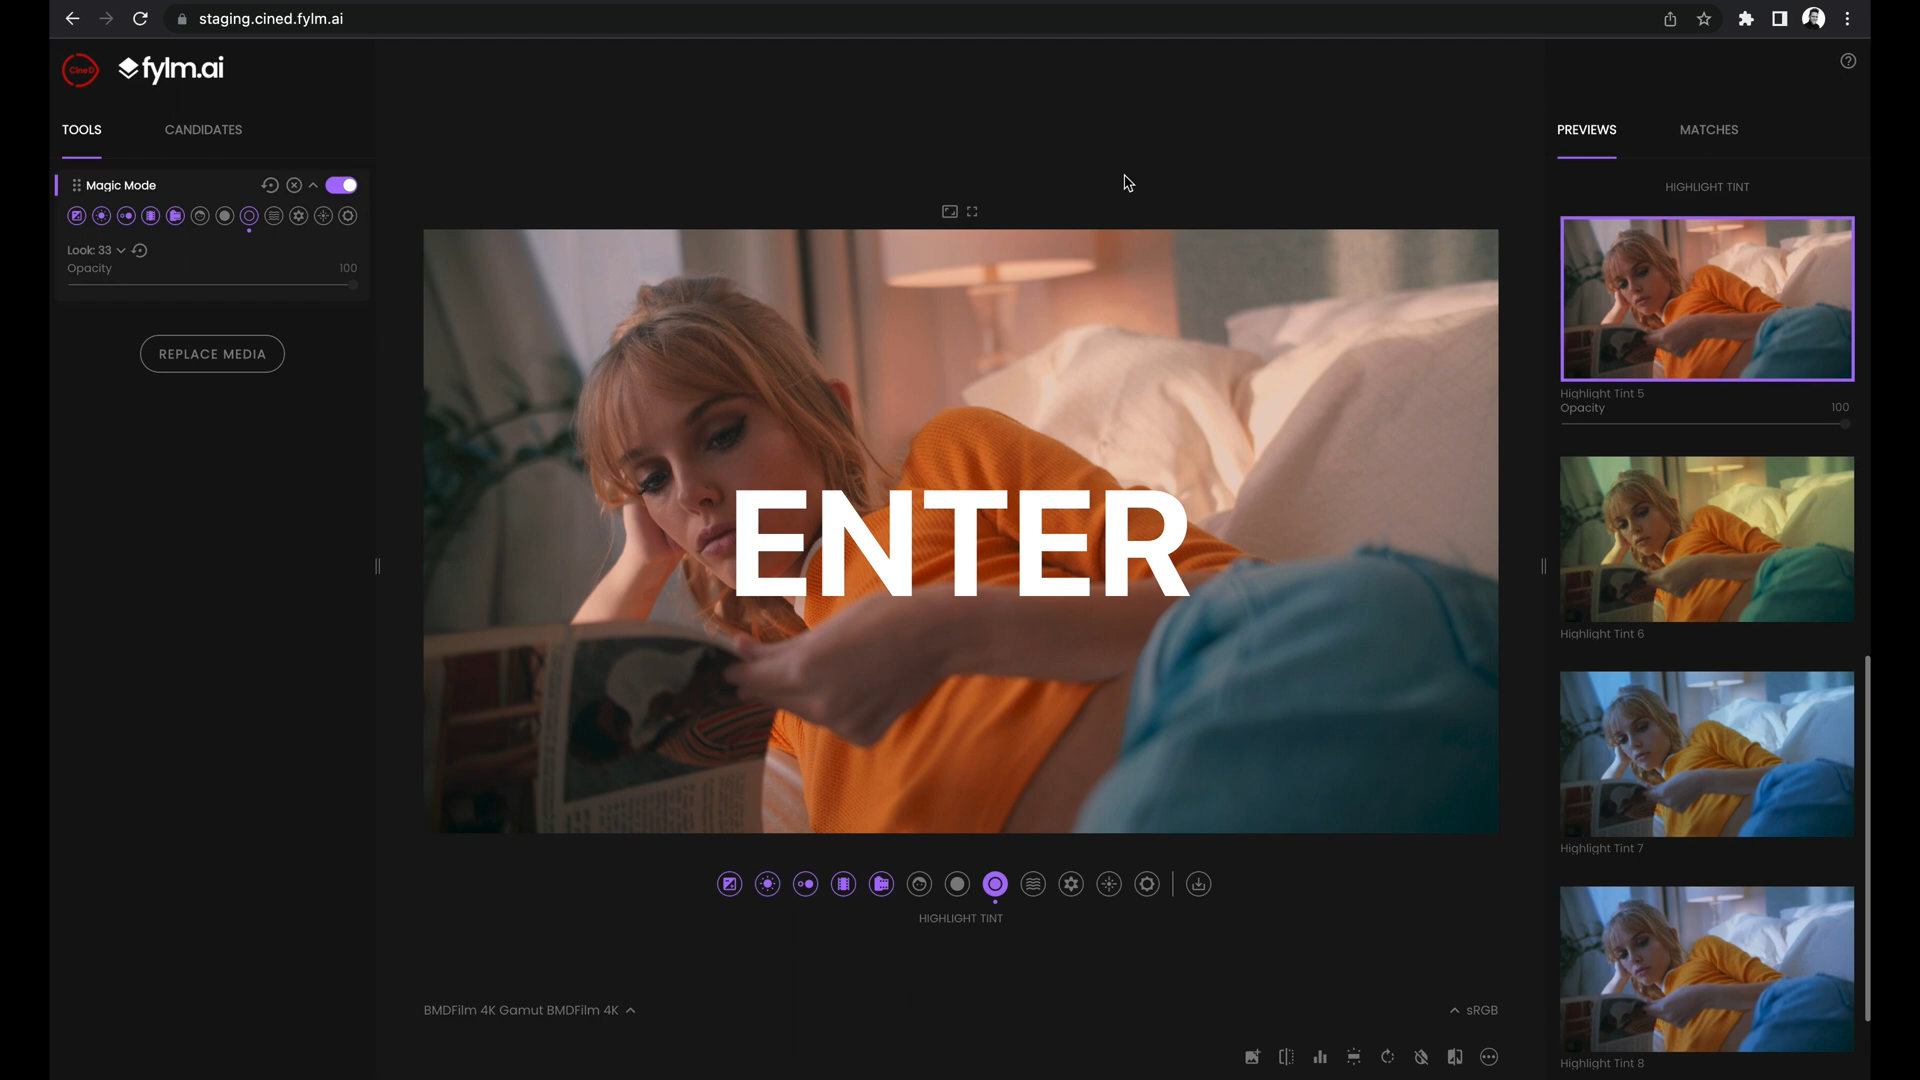 staging.cined.fylm.ai
CineD
fylm.ai
TOOLS
CANDIDATES
Magic Mode
Look: 33
Opacity
100
REPLACE MEDIA
ENTER
HIGHLIGHT TINT
BMDFilm 4K Gamut BMDFilm 4K
sRGB
PREVIEWS
MATCHES
HIGHLIGHT TINT
Highlight Tint 5
Opacity
100
Highlight Tint 6
Highlight Tint 7
Highlight Tint 8